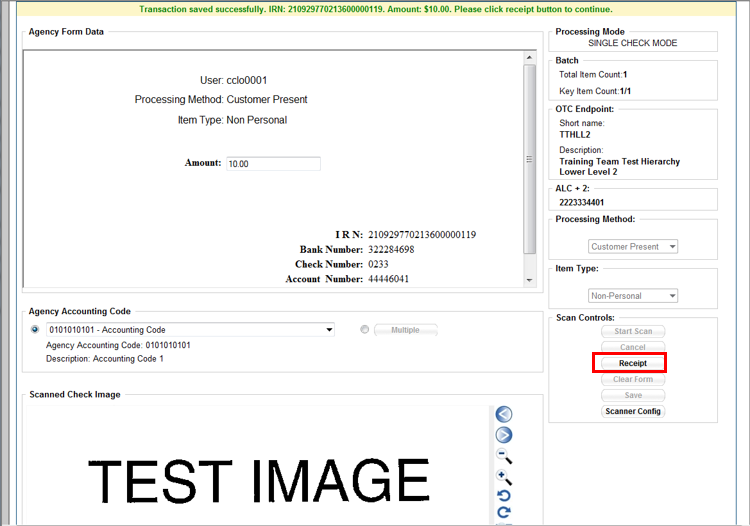 Transaction saved successfully. IRN: 210929770213600000119. Amount: $10.00. Please click receipt button to continue.
Agency Form Data
User: cclo0001
Processing Method: Customer Present
Item Type: Non Personal
Amount: 10.00
I R N: 210929770213600000119
Bank Number: 322284698
Check Number: 0233
Account Number: 44446041
Agency Accounting Code
0101010101 - Accounting Code
Multiple
Agency Accounting Code: 0101010101
Description: Accounting Code 1
Scanned Check Image
TEST IMAGE
Processing Mode
SINGLE CHECK MODE
Batch
Total Item Count:1
Key Item Count:1/1
OTC Endpoint:
Short name:
TTHLL2
Description:
Training Team Test Hierarchy
Lower Level 2
ALC + 2:
2223334401
Processing Method:
Customer Present
Item Type:
Non-Personal
Scan Controls:
Start Scan
Cancel
Receipt
Clear Form
Save
Scanner Config